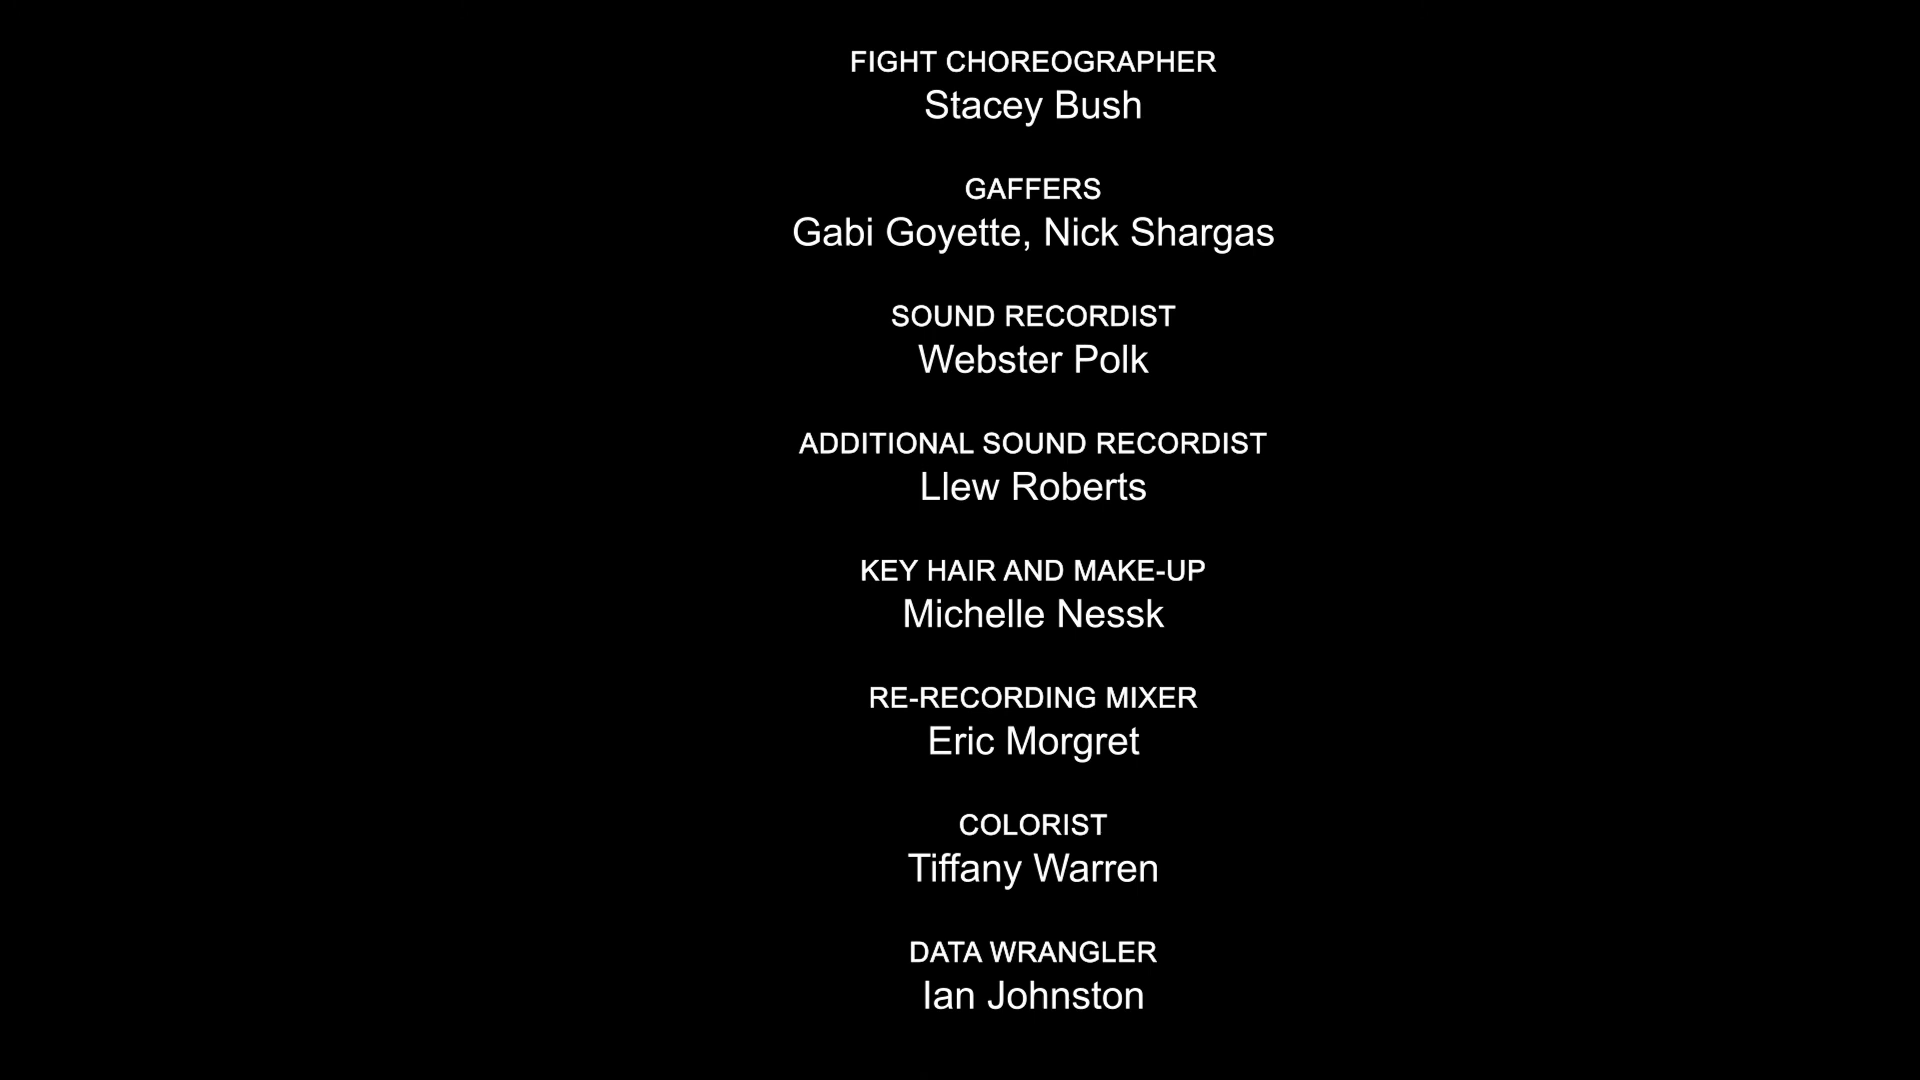 FIGHT CHOREOGRAPHER
Stacey Bush
GAFFERS
Gabi Goyette, Nick Shargas
SOUND RECORDIST
Webster Polk
ADDITIONAL SOUND RECORDIST
Llew Roberts
KEY HAIR AND MAKE-UP
Michelle Nessk
RE-RECORDING MIXER
Eric Morgret
COLORIST
Tiffany Warren
DATA WRANGLER
Ian Johnston